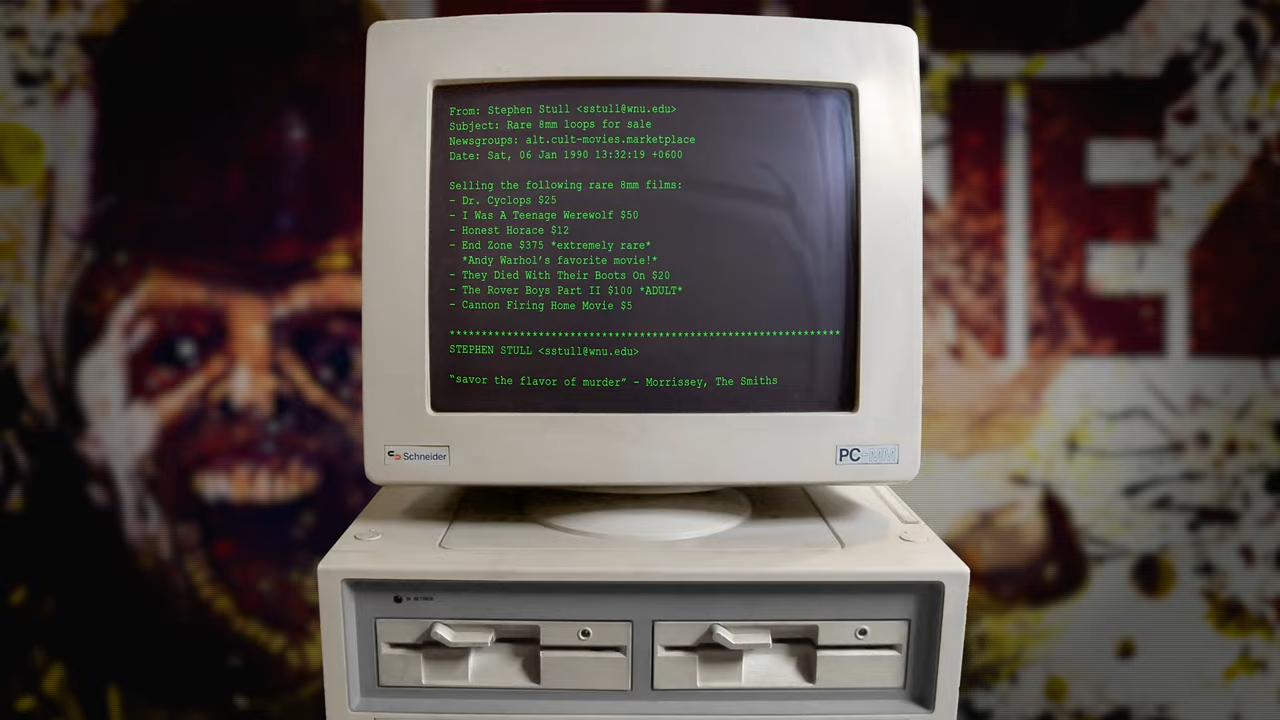 From: Stephen Stull <sstull@wnu.edu>
Subject: Rare 8mm loops for sale
Newsgroups: alt.cult-movies.marketplace
Date: Sat, 06 Jan 1990 13:32:19 +0600
Selling the following rare 8mm films:
- Dr. Cyclops $25
- I Was A Teenage Werewolf $50
- Honest Horace $12
- End Zone $375 *extremely rare*
*Andy Warhol's favorite movie!*
- They Died With Their Boots On $20
- The Rover Boys Part II $100 *ADULT*
- Cannon Firing Home Movie $5
**************************************************************
STEPHEN STULL <sstull@wnu.edu>
"savor the flavor of murder" - Morrissey, The Smiths
Schneider
PC-MM